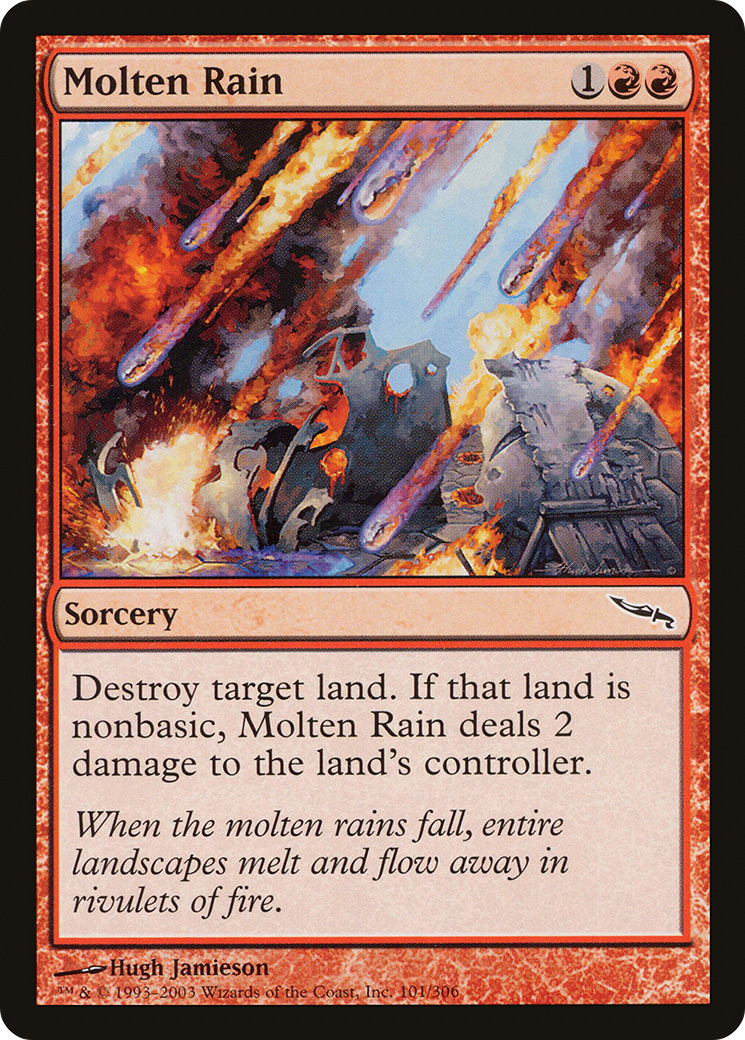 Molten Rain
1
Sorcery
Destroy target land. If that land is
nonbasic, Molten Rain deals 2
damage to the land's controller.
When the molten rains fall, entire
landscapes melt and flow away in
rivulets of fire.
Hugh Jamieson
™ & © 1993–2003 Wizards of the Coast, Inc. 101/306